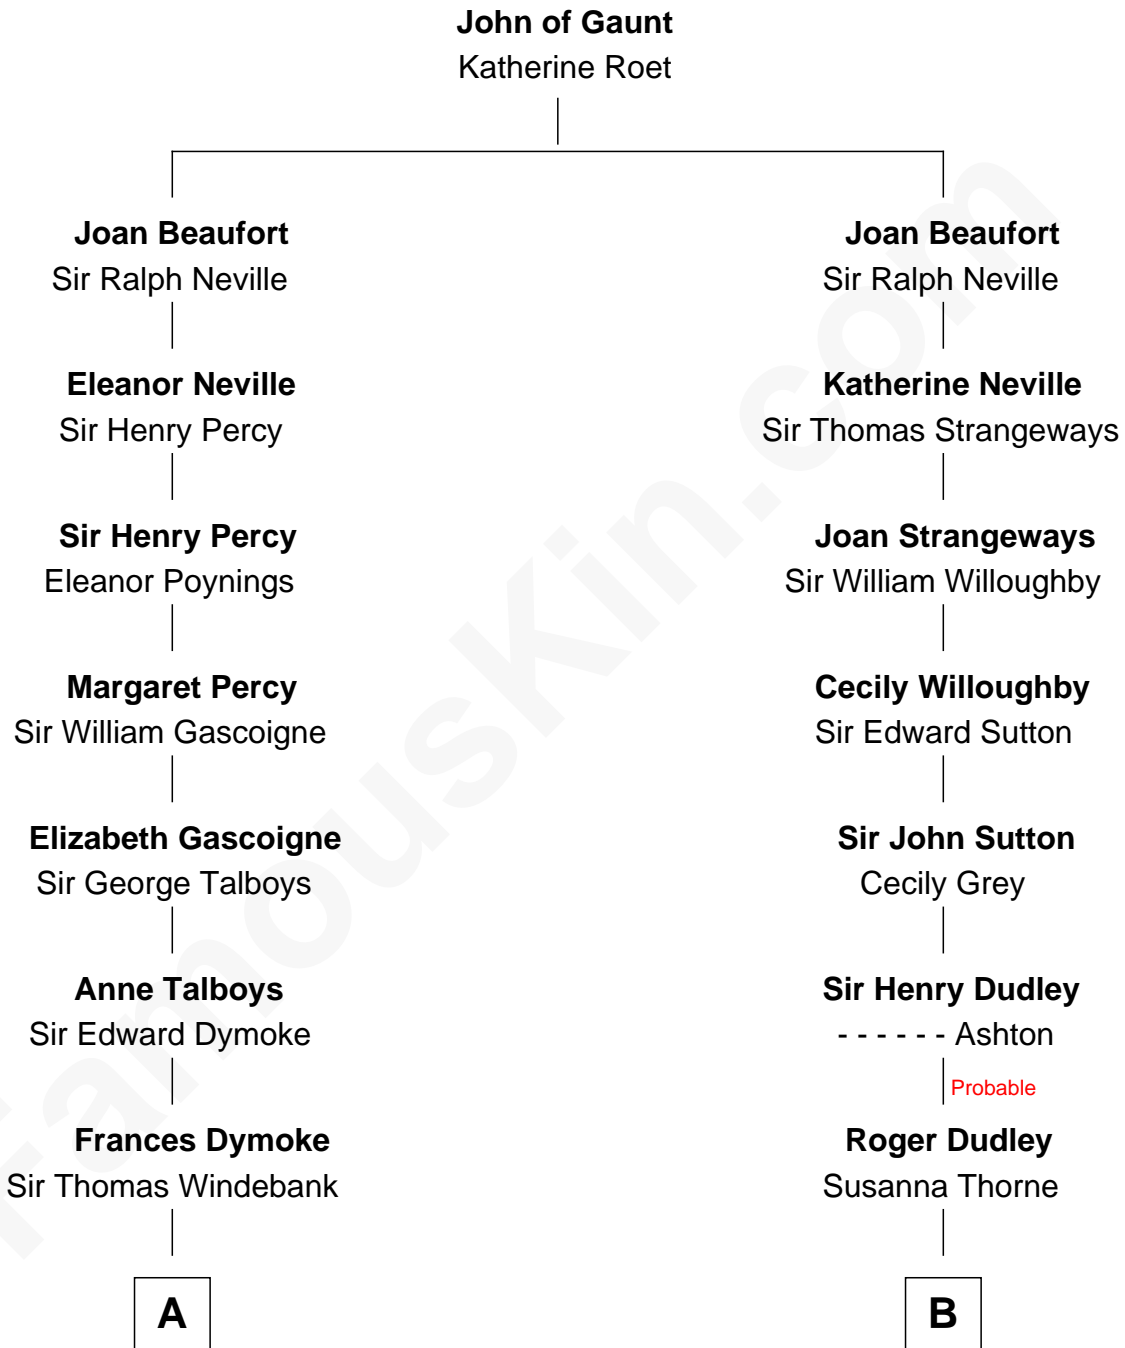 John of Gaunt
Katherine Roet
Joan Beaufort
Sir Ralph Neville
Eleanor Neville
Sir Henry Percy
Sir Henry Percy
Eleanor Poynings
Margaret Percy
Sir William Gascoigne
Elizabeth Gascoigne
Sir George Talboys
Anne Talboys
Sir Edward Dymoke
Frances Dymoke
Sir Thomas Windebank
A
Joan Beaufort
Sir Ralph Neville
Katherine Neville
Sir Thomas Strangeways
Joan Strangeways
Sir William Willoughby
Cecily Willoughby
Sir Edward Sutton
Sir John Sutton
Cecily Grey
Sir Henry Dudley
- - - - - - Ashton
Probable
Roger Dudley
Susanna Thorne
B
FamousKin.com